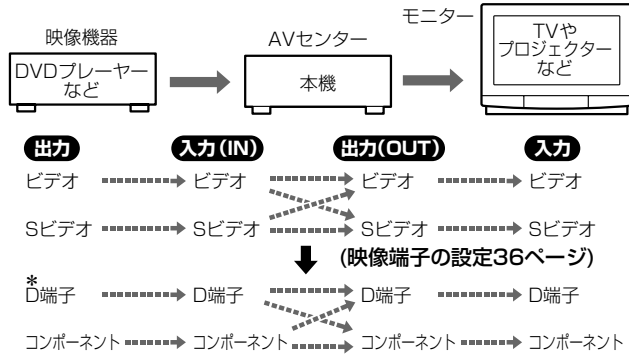 映像機器
AVセンター
モニター
DVDプレーヤー
など
本機
TVや
プロジェクター
など
出力 入力(IN) 出力(OUT) 入力
ビデオ ビデオ ビデオ ビデオ
Sビデオ Sビデオ Sビデオ Sビデオ
(映像端子の設定36ページ)
*
D端子 D端子 D端子 D端子
コンポーネント コンポーネント コンポーネント コンポーネント